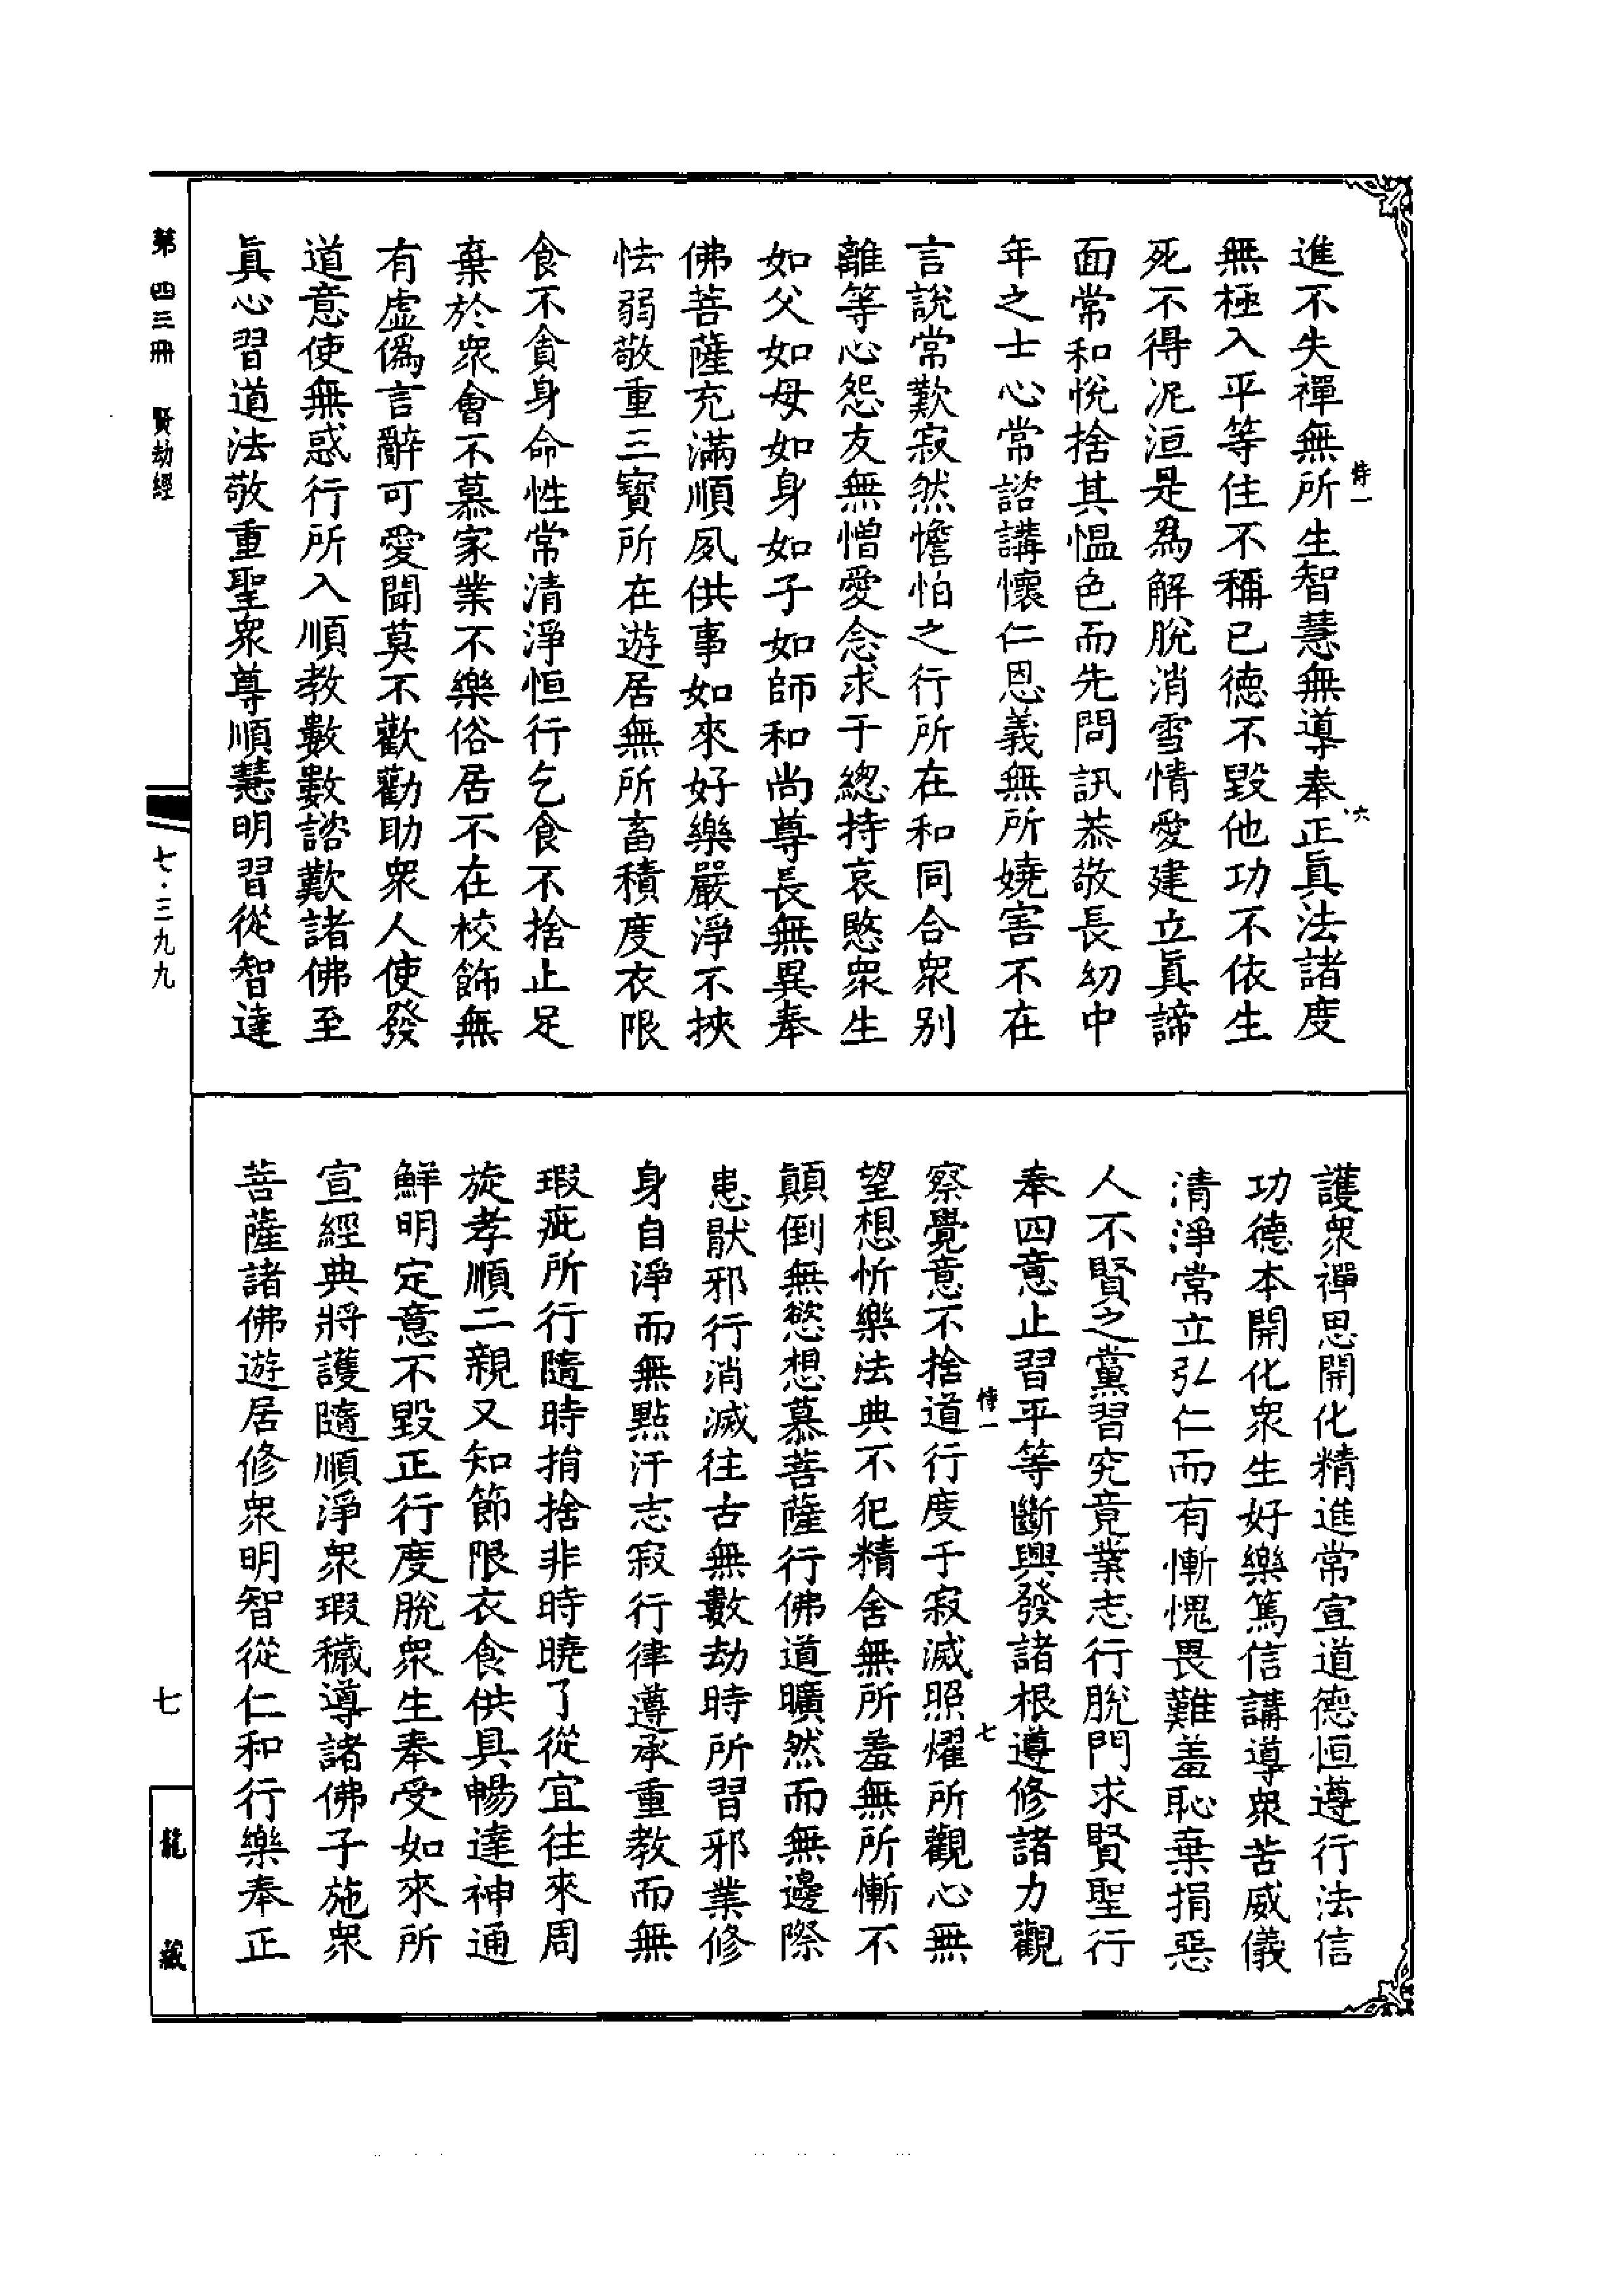 進不失禪無所生智慧無導奉正眞法諸度
無極入平等住不稱已德不毀他功不依生
死不得泥洹是爲解脫消雪情愛建立眞諦
面常和悅捨其慍色而先問訊恭敬長幼中
年之士心常諮講懷仁恩義無所嬈害不在
言說常歎寂然憺怕之行所在和同合衆別
離等心怨友無憎愛念求于總持哀愍衆生
如父如母如身如子如師和尚尊長無異奉
佛菩薩充滿順夙供事如來好樂嚴淨不挾
怯弱敬重三寶所在遊居無所畜積度衣限
食不貪身命性常清淨恒行乞食不捨止足
棄於衆會不慕家業不樂俗居不在校飾無
有虛僞言辭可愛聞莫不歡勸助衆人使發
道意使無惑行所入順教數數諮歎諸佛至
眞心習道法敬重聖衆尊順慧明習從智達
護衆禪思開化精進常宣道德恒遵行法信
功德本開化衆生好樂篤信講導衆苦威儀
清淨常立弘仁而有慚愧畏難羞恥棄捐惡
人不賢之黨習究竟業志行脫門求賢聖行
奉四意止習平等斷興發諸根遵修諸力觀
察覺意不捨道行度于寂滅照燿所觀心無
望想忻樂法典不犯精舍無所羞無所慚不
顛倒無慾想慕菩薩行佛道曠然而無邊際
患猒邪行消滅往古無數劫時所習邪業修
身自淨而無點汙志寂行律遵承重教而無
瑕疵所行隨時捐捨非時曉了從宜往來周
旋孝順二親又知節限衣食供具暢達神通
鮮明定意不毀正行度脫衆生奉受如來所
宣經典將護隨順淨衆瑕穢導諸佛子施衆
菩薩諸佛遊居修衆明智從仁和行樂奉正
第四三冊 賢劫經
七·三九九
七
龍藏
六
七